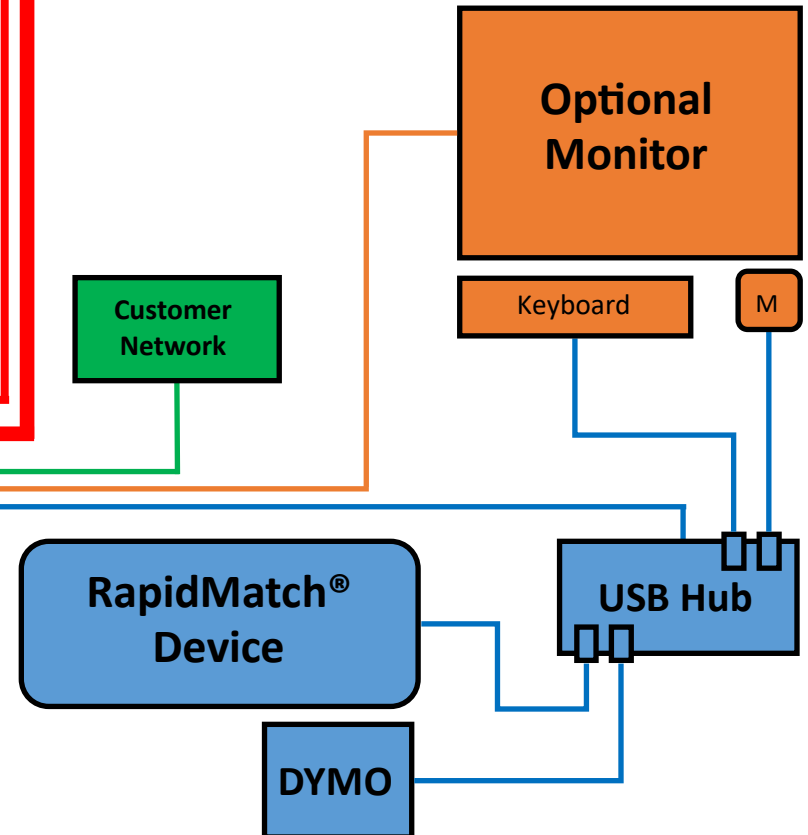 Optional
Monitor
Customer
Network
Keyboard
M
RapidMatch®
Device
USB Hub
DYMO